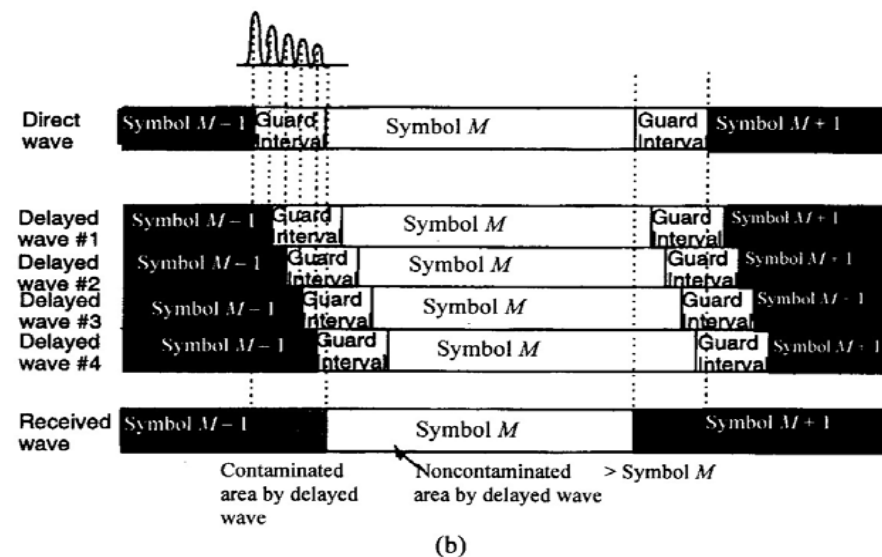 Direct wave
Symbol M – 1
Guard Interval
Symbol M
Guard Interval
Symbol M + 1
Delayed wave #1
Symbol M – 1
Guard Interval
Symbol M
Guard Interval
Symbol M + 1
Delayed wave #2
Symbol M – 1
Guard Interval
Symbol M
Guard Interval
Symbol M + 1
Delayed wave #3
Symbol M – 1
Guard Interval
Symbol M
Guard Interval
Symbol M + 1
Delayed wave #4
Symbol M – 1
Guard Interval
Symbol M
Guard Interval
Symbol M + 1
Received wave
Symbol M – 1
Symbol M
Symbol M + 1
Contaminated area by delayed wave
Noncontaminated area by delayed wave
> Symbol M
(b)